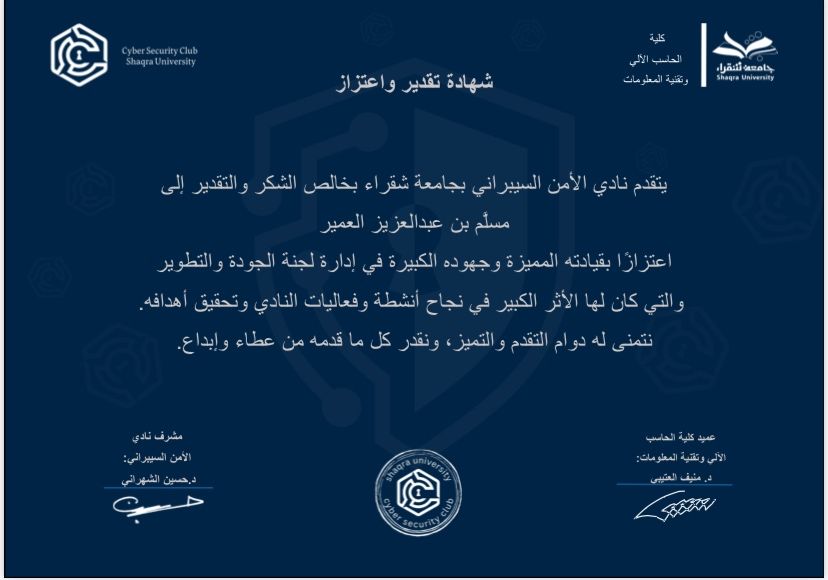 Cyber Security Club
Shaqra University
كلية
الحاسب الآلي
وتقنية المعلومات
جامعة شقراء
Shaqra University
شهادة تقدير واعتزاز
يتقدم نادي الأمن السيبراني بجامعة شقراء بخالص الشكر والتقدير إلى
مسلَّم بن عبدالعزيز العمير
اعتزازًا بقيادته المميزة وجهوده الكبيرة في إدارة لجنة الجودة والتطوير
والتي كان لها الأثر الكبير في نجاح أنشطة وفعاليات النادي وتحقيق أهدافه.
نتمنى له دوام التقدم والتميز، ونقدر كل ما قدمه من عطاء وإبداع.
عميد كلية الحاسب
الآلي وتقنية المعلومات:
د. منيف العتيبي
مشرف نادي
الأمن السيبراني:
د.حسين الشهراني
shaqra university
cyber security club